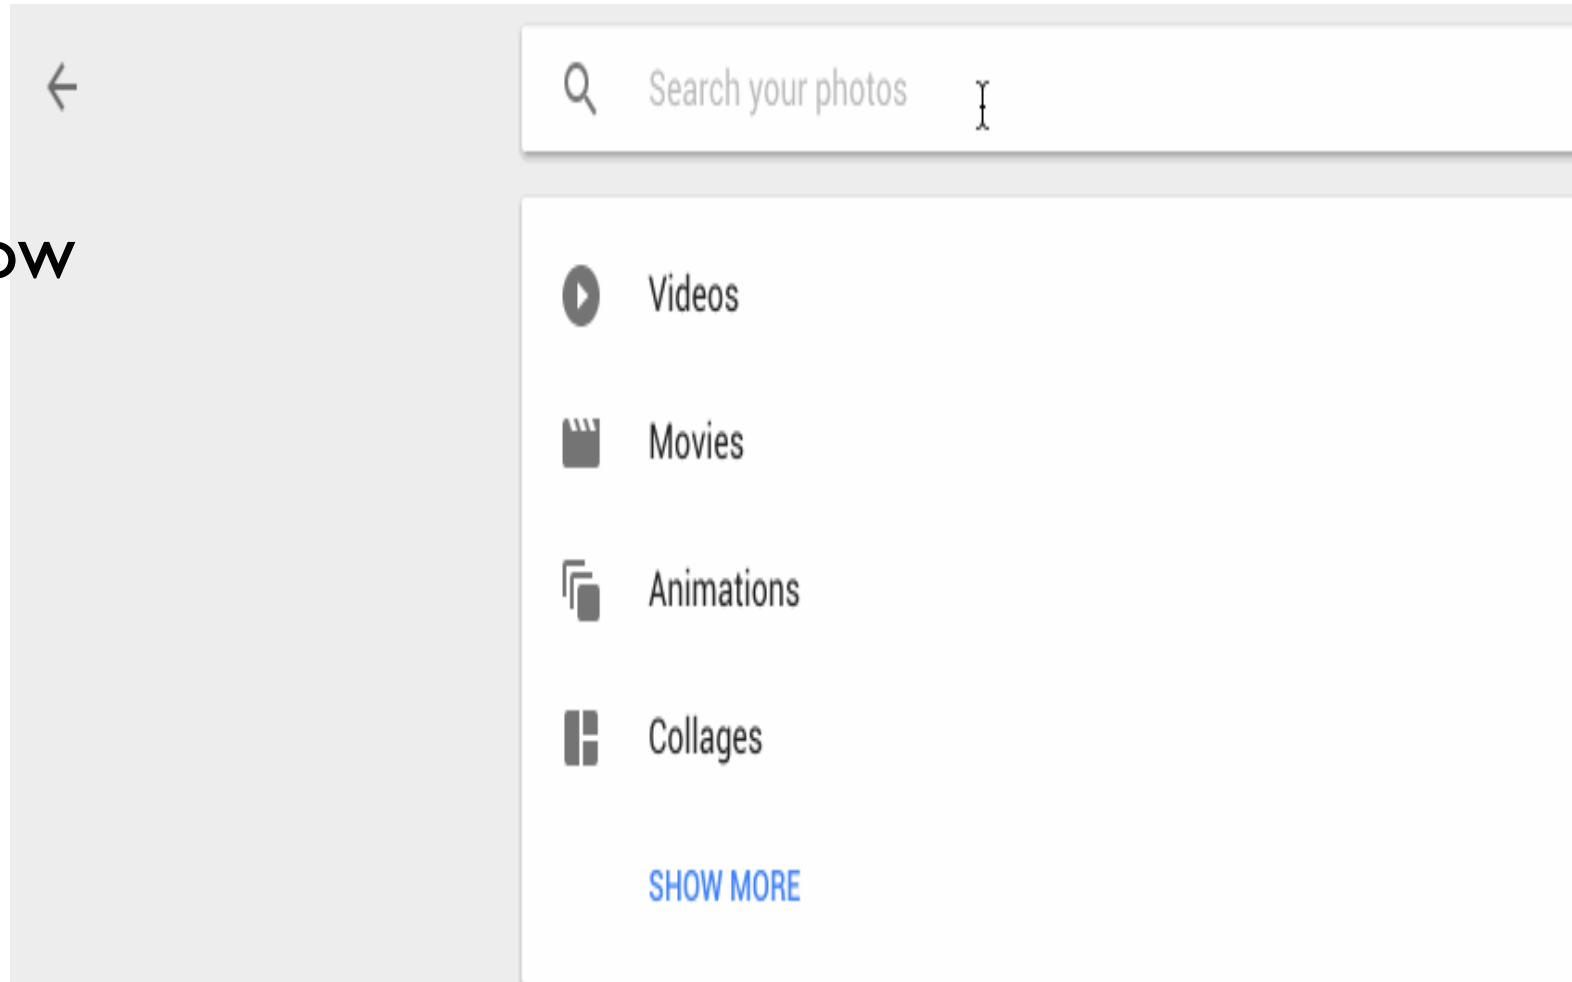 Search your photos
ow
Videos
Movies
Animations
Collages
SHOW MORE